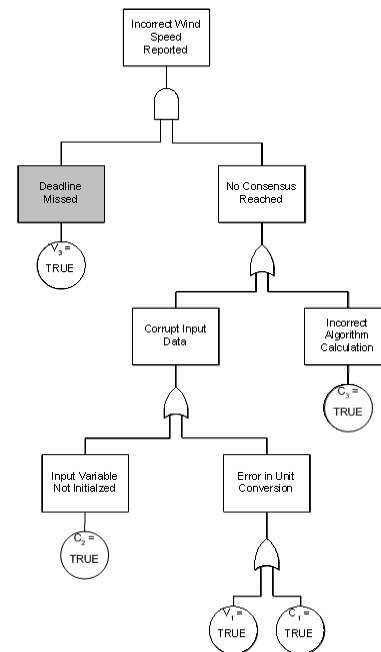 Incorrect Wind
Speed
Reported
Deadline
Missed
No Consensus
Reached
V3 =
TRUE
Corrupt Input
Data
Incorrect
Algorithm
Calculation
C3 =
TRUE
Input Variable
Not Initialzed
Error in Unit
Conversion
C2 =
TRUE
V1 =
TRUE
C1 =
TRUE